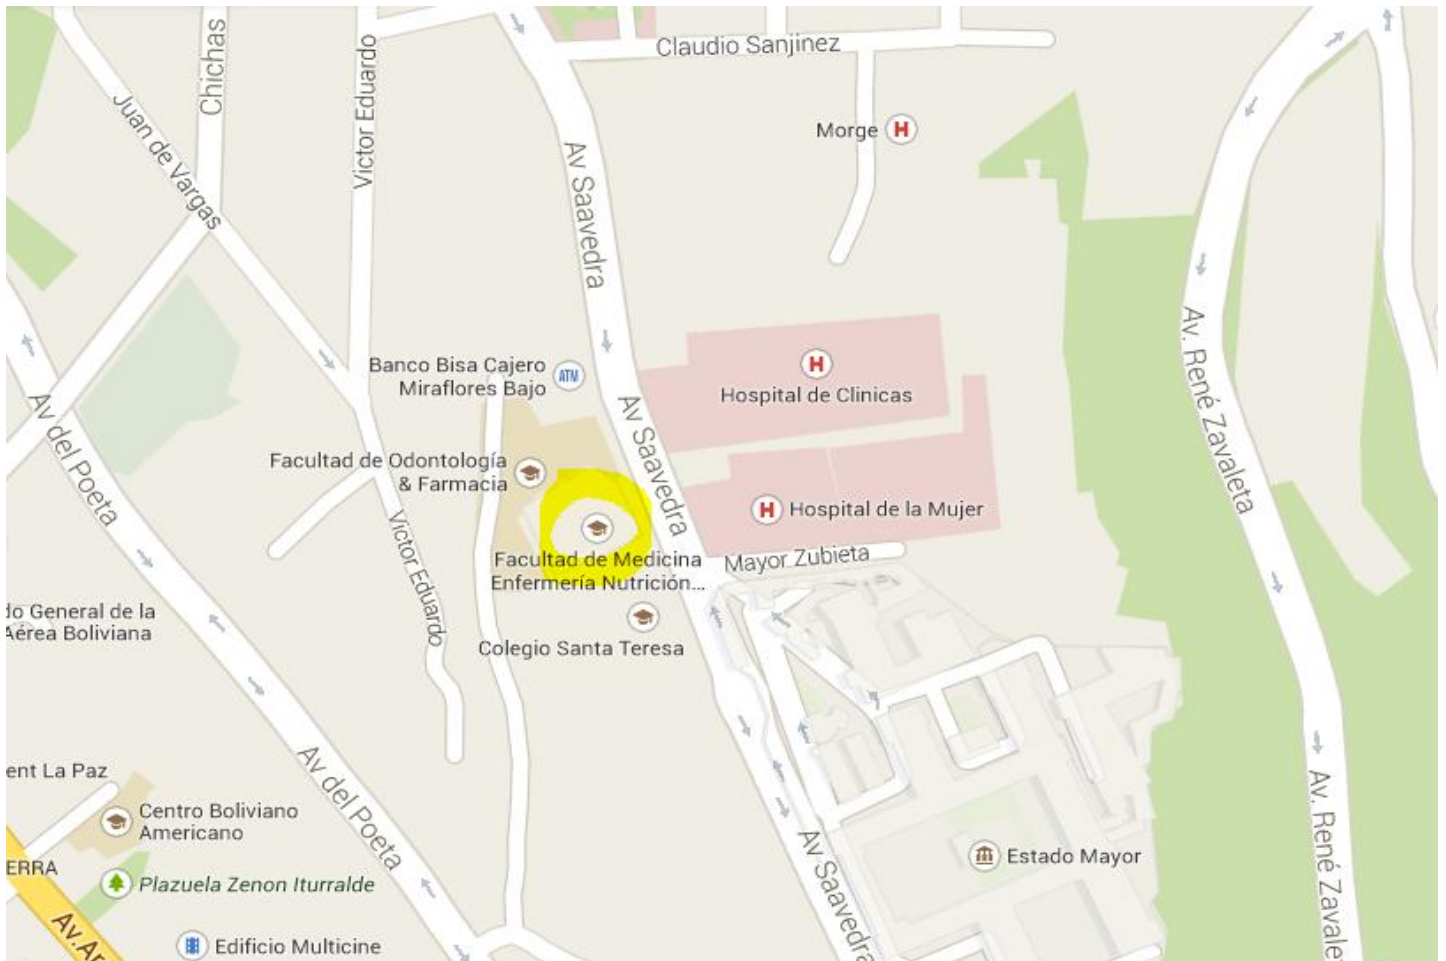 Claudio Sanjinez
Chichas
Victor Eduardo
Juan de Vargas
Morge H
Av Saavedra
Av. René Zavaleta
Banco Bisa Cajero
Miraflores Bajo
ATM
H
Hospital de Clinicas
Av del Poeta
Av Saavedra
Facultad de Odontología
& Farmacia
H Hospital de la Mujer
Victor Eduardo
Facultad de Medicina
Enfermería Nutrición...
Mayor Zubieta
do General de la
Aérea Boliviana
Colegio Santa Teresa
ent La Paz
Av del Poeta
Centro Boliviano
Americano
Av Saavedra
Estado Mayor
Av. René Zavalet
ERRA
Plazuela Zenon Iturralde
Av.Ar
Edificio Multicine